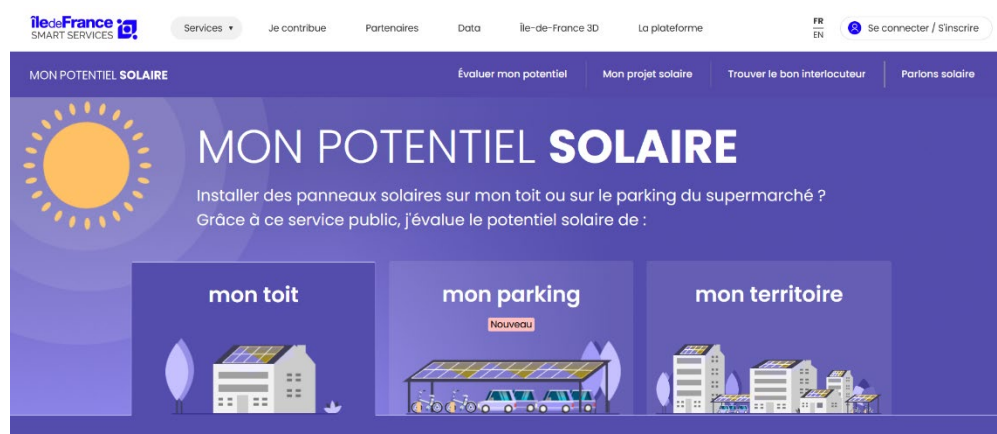 îledeFrance
SMART SERVICES
Services ▾
Je contribue
Partenaires
Data
Île-de-France 3D
La plateforme
FR
EN
Se connecter / S'inscrire
MON POTENTIEL SOLAIRE
Évaluer mon potentiel
Mon projet solaire
Trouver le bon interlocuteur
Parlons solaire
MON POTENTIEL SOLAIRE
Installer des panneaux solaires sur mon toit ou sur le parking du supermarché ?
Grâce à ce service public, j'évalue le potentiel solaire de :
mon toit
mon parking
Nouveau
mon territoire